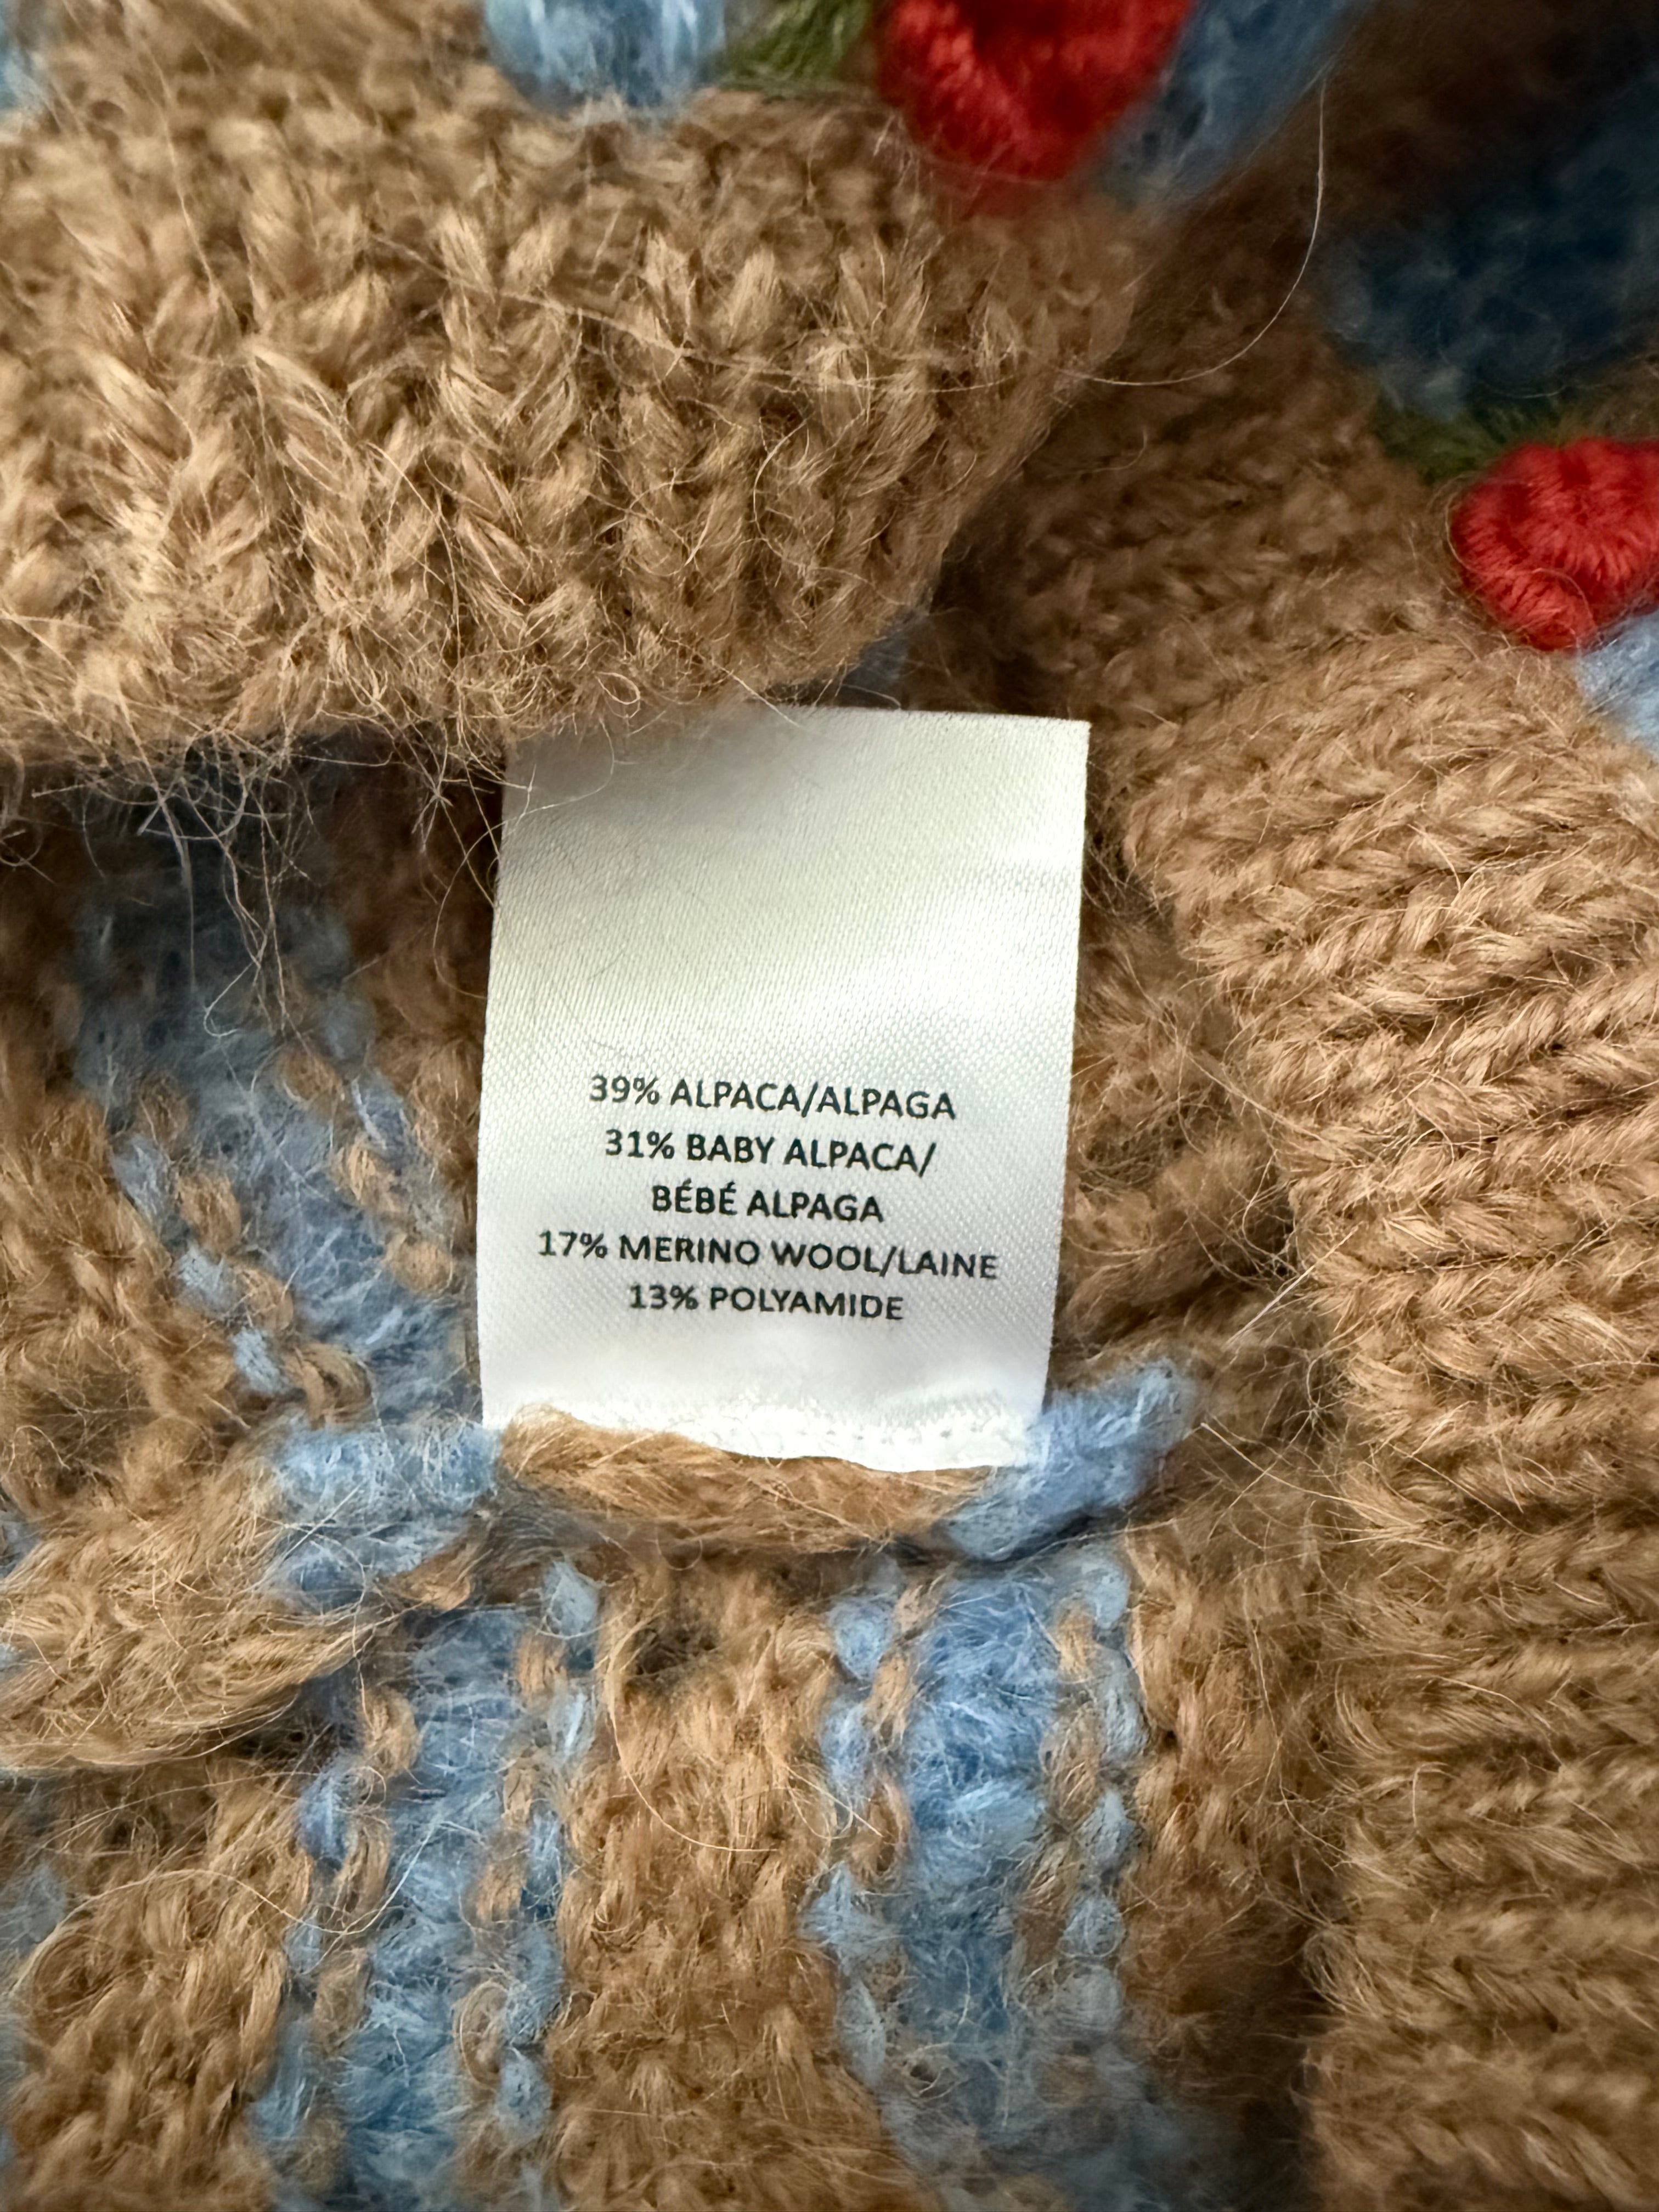 39% ALPACA/ALPAGA
31% BABY ALPACA/
BÉBÉ ALPAGA
17% MERINO WOOL/LAINE
13% POLYAMIDE